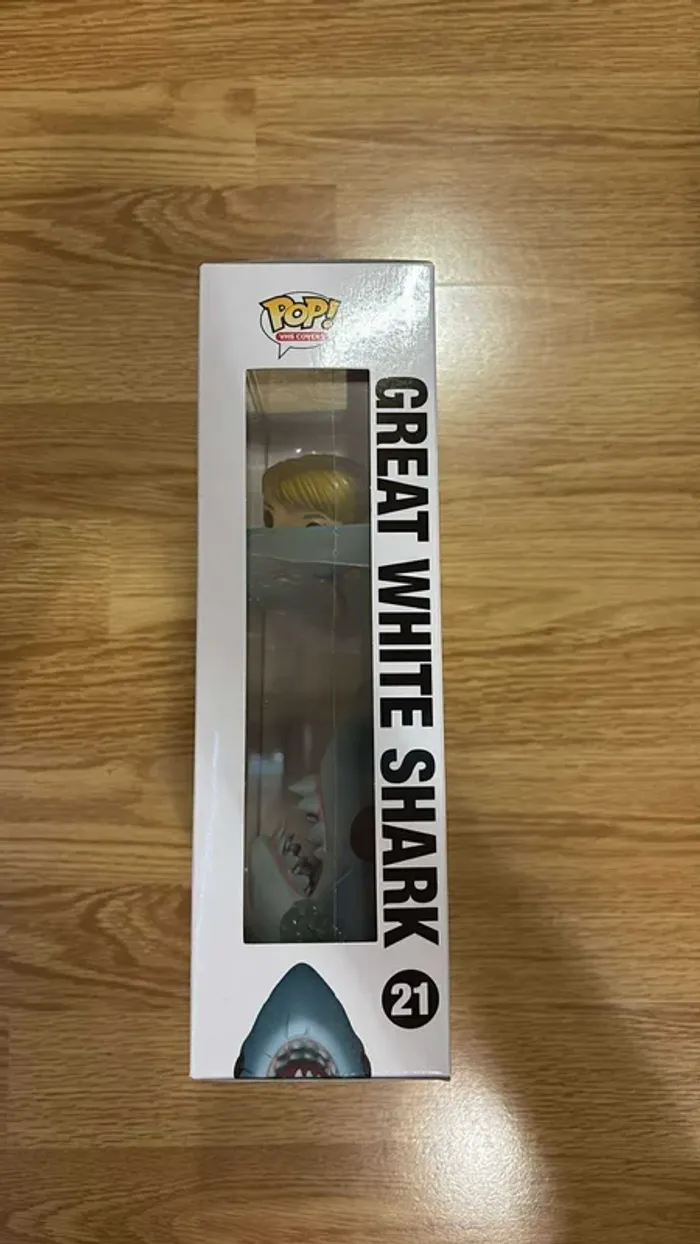 POP!
VHS COVERS
GREAT WHITE SHARK
21